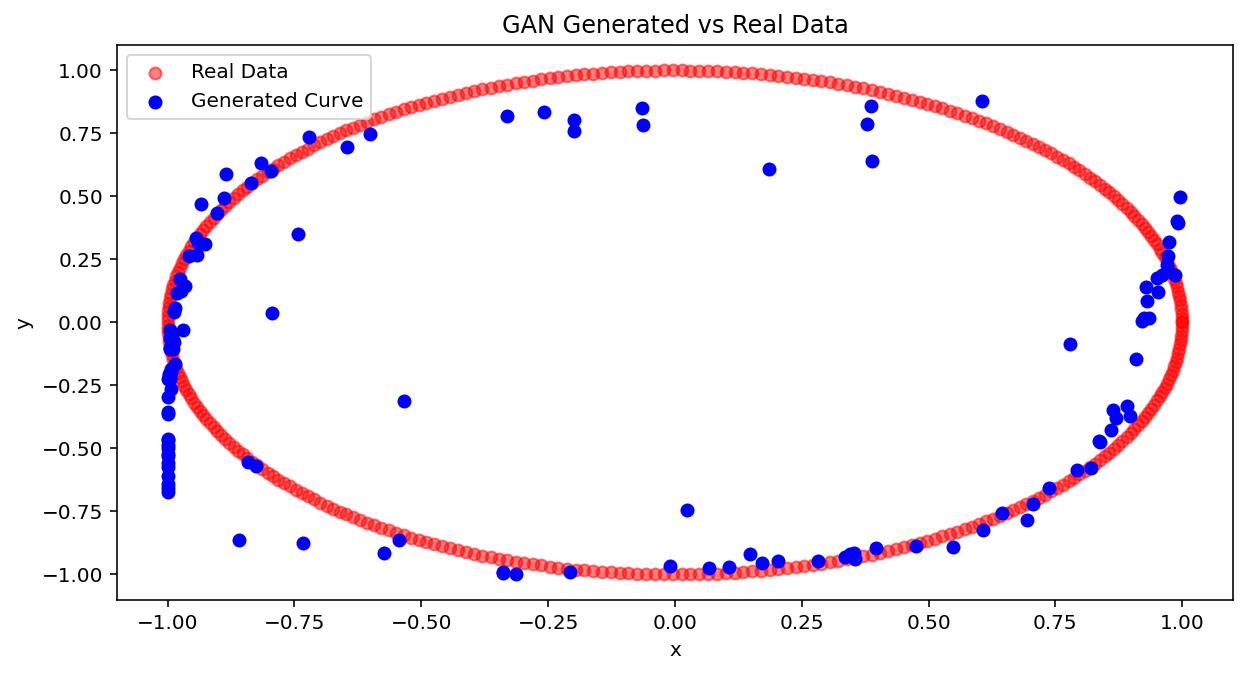 GAN Generated vs Real Data
Real Data
Generated Curve
1.00
0.75
0.50
0.25
0.00
−0.25
−0.50
−0.75
−1.00
y
−1.00 −0.75 −0.50 −0.25 0.00 0.25 0.50 0.75 1.00
x